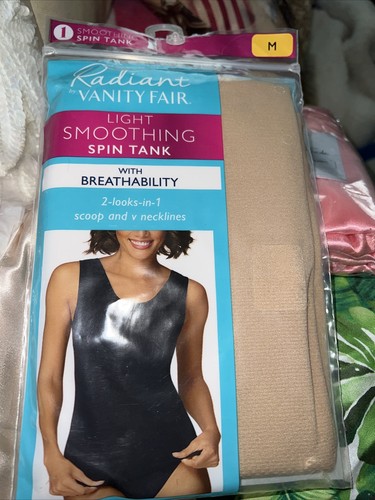 1 SMOOTHING
SPIN TANK
M
Radiant
by VANITY FAIR
LIGHT
SMOOTHING
SPIN TANK
WITH
BREATHABILITY
2-looks-in-1
scoop and v necklines